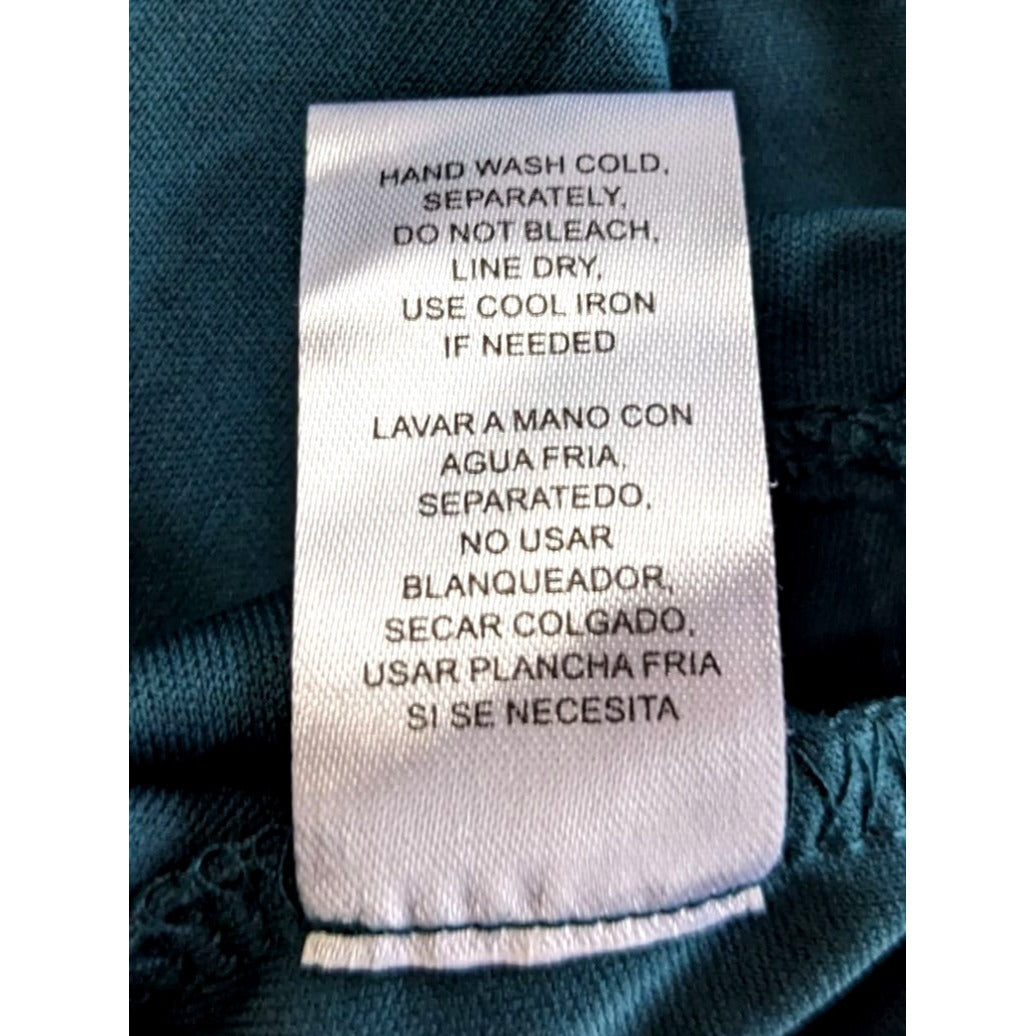 HAND WASH COLD,
SEPARATELY,
DO NOT BLEACH,
LINE DRY,
USE COOL IRON
IF NEEDED
LAVAR A MANO CON
AGUA FRIA,
SEPARATEDO,
NO USAR
BLANQUEADOR,
SECAR COLGADO,
USAR PLANCHA FRIA
SI SE NECESITA